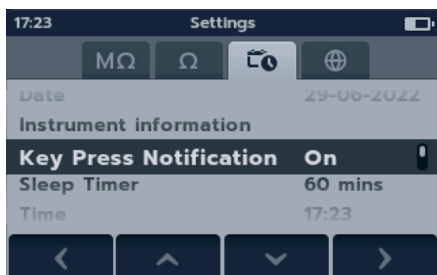 17:23 Settings
MΩ Ω
Date 29-06-2022
Instrument information
Key Press Notification On
Sleep Timer 60 mins
Time 17:23